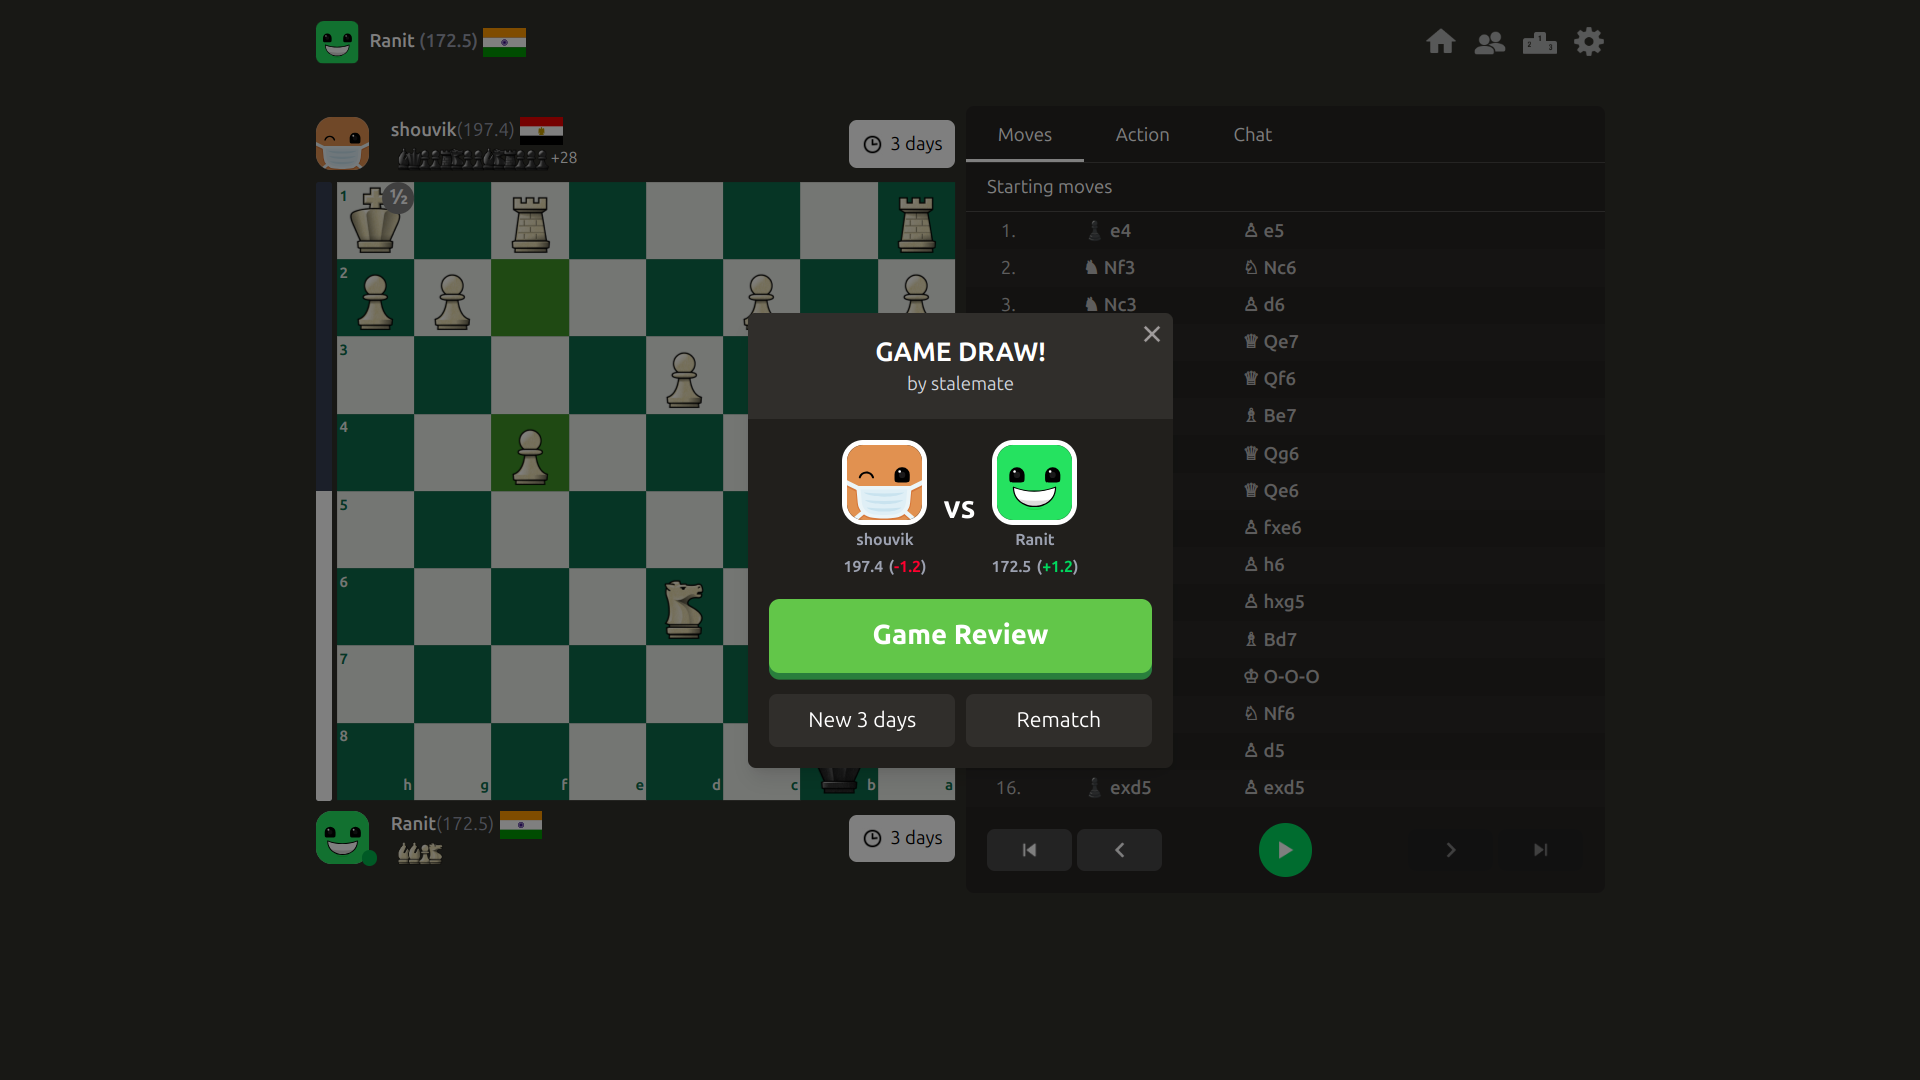 Ranit (172.5)
shouvik(197.4)
+28
3 days
1
½
2
3
4
5
6
7
8
h g f e d c b a
Ranit(172.5)
3 days
Moves Action Chat
Starting moves
1. e4 e5
2. Nf3 Nc6
3. Nc3 d6
Qe7
Qf6
Be7
Qg6
Qe6
fxe6
h6
hxg5
Bd7
O-O-O
Nf6
d5
16. exd5 exd5
GAME DRAW!
by stalemate
vs
shouvik Ranit
197.4 (-1.2) 172.5 (+1.2)
Game Review
New 3 days Rematch